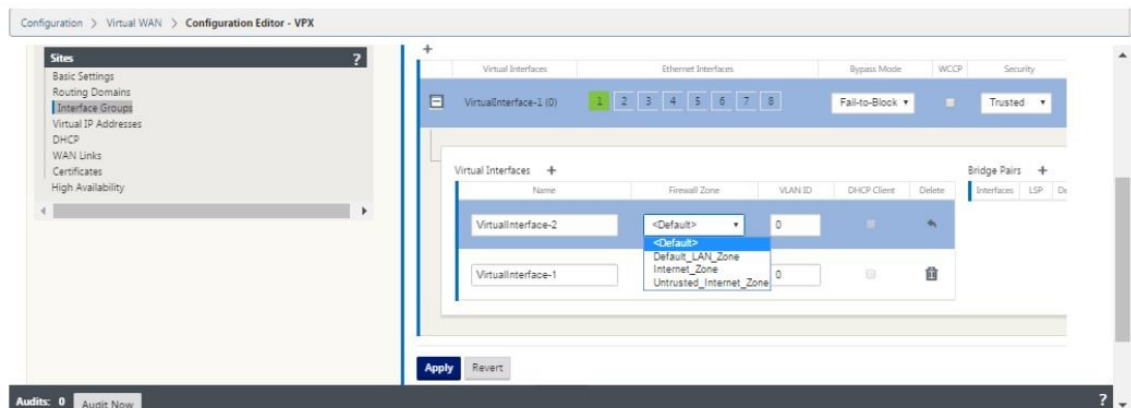 Configuration > Virtual WAN > Configuration Editor - VPX
Sites ?
Basic Settings
Routing Domains
Interface Groups
Virtual IP Addresses
DHCP
WAN Links
Certificates
High Availability
+
Virtual Interfaces Ethernet Interfaces Bypass Mode WCCP Security
VirtualInterface-1 (0) 1 2 3 4 5 6 7 8 Fail-to-Block Trusted
Virtual Interfaces +
Name Firewall Zone VLAN ID DHCP Client Delete
VirtualInterface-2 <Default> 0
<Default>
Default_LAN_Zone
Internet_Zone
Untrusted_Internet_Zone
VirtualInterface-1 0
Bridge Pairs +
Interfaces LSP De
Apply Revert
Audits: 0 Audit Now ?